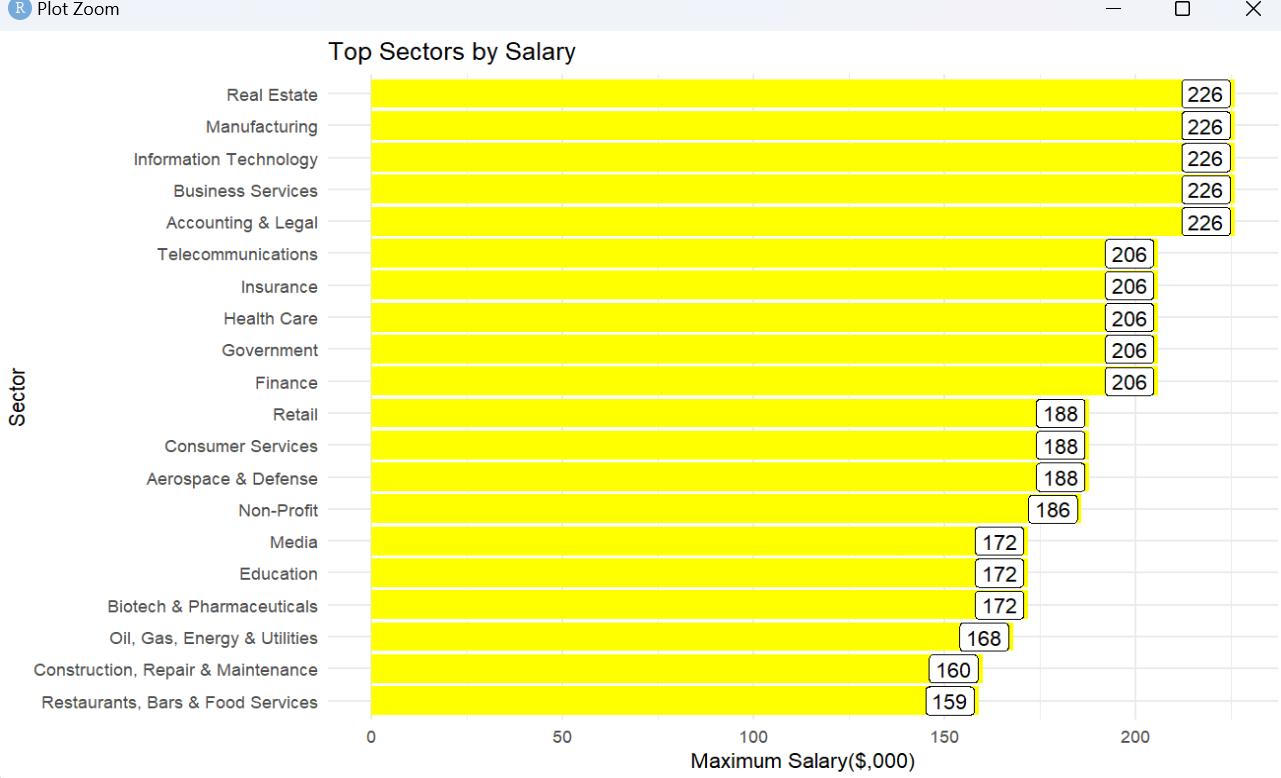 R Plot Zoom
Top Sectors by Salary
Real Estate 226
Manufacturing 226
Information Technology 226
Business Services 226
Accounting & Legal 226
Telecommunications 206
Insurance 206
Health Care 206
Government 206
Finance 206
Retail 188
Consumer Services 188
Aerospace & Defense 188
Non-Profit 186
Media 172
Education 172
Biotech & Pharmaceuticals 172
Oil, Gas, Energy & Utilities 168
Construction, Repair & Maintenance 160
Restaurants, Bars & Food Services 159
Sector
0 50 100 150 200
Maximum Salary($,000)